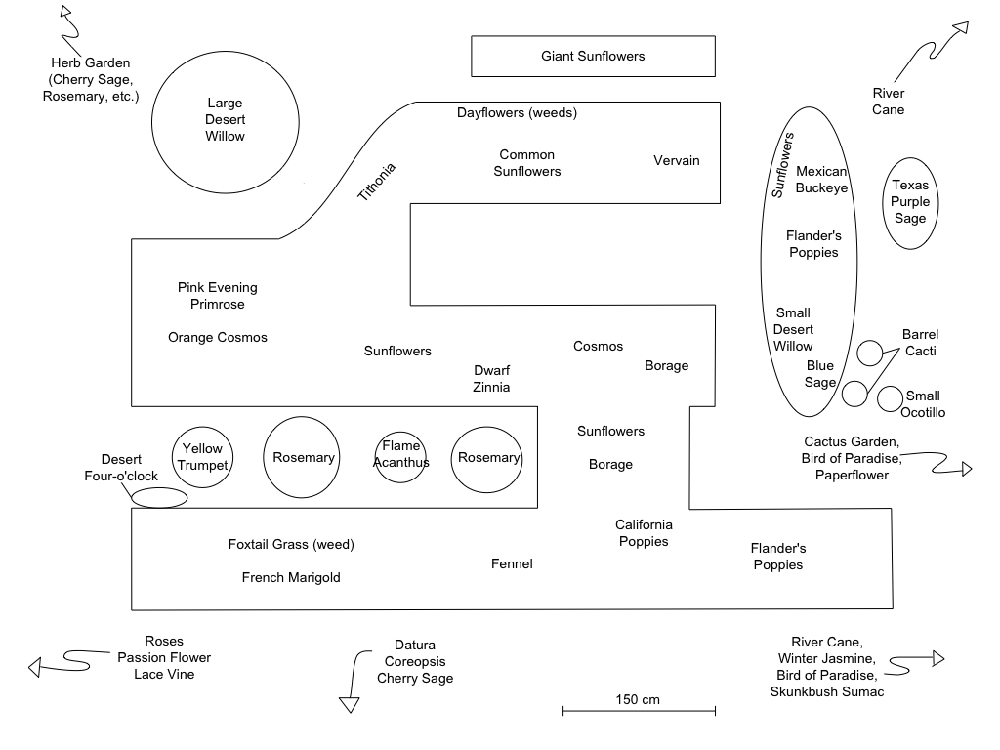 Herb Garden
(Cherry Sage,
Rosemary, etc.)
Large
Desert
Willow
Giant Sunflowers
River
Cane
Dayflowers (weeds)
Common
Sunflowers
Vervain
Tithonia
Sunflowers
Mexican
Buckeye
Texas
Purple
Sage
Flander's
Poppies
Small
Desert
Willow
Blue
Sage
Barrel
Cacti
Small
Ocotillo
Pink Evening
Primrose
Orange Cosmos
Sunflowers
Dwarf
Zinnia
Cosmos
Borage
Sunflowers
Borage
Desert
Four-o'clock
Yellow
Trumpet
Rosemary
Flame
Acanthus
Rosemary
Cactus Garden,
Bird of Paradise,
Paperflower
Foxtail Grass (weed)
French Marigold
Fennel
California
Poppies
Flander's
Poppies
Roses
Passion Flower
Lace Vine
Datura
Coreopsis
Cherry Sage
River Cane,
Winter Jasmine,
Bird of Paradise,
Skunkbush Sumac
150 cm